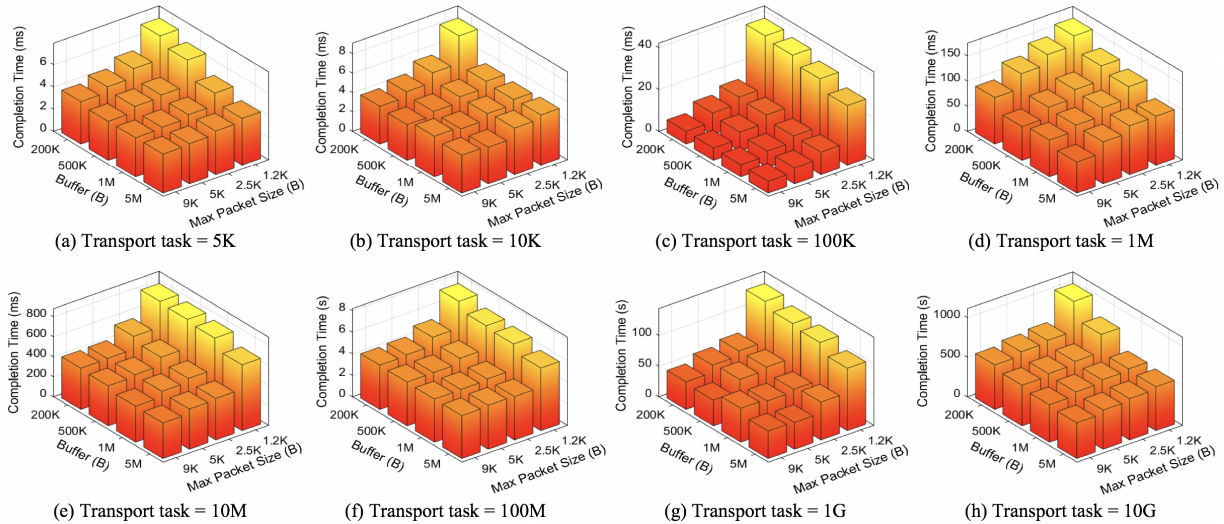 Completion Time (ms)
6
4
2
0
200K
500K
1M
5M
Buffer (B)
9K
5K
2.5K
1.2K
Max Packet Size (B)
(a) Transport task = 5K
Completion Time (ms)
8
6
4
2
0
200K
500K
1M
5M
Buffer (B)
9K
5K
2.5K
1.2K
Max Packet Size (B)
(b) Transport task = 10K
Completion Time (ms)
40
20
0
200K
500K
1M
5M
Buffer (B)
9K
5K
2.5K
1.2K
Max Packet Size (B)
(c) Transport task = 100K
Completion Time (ms)
150
100
50
0
200K
500K
1M
5M
Buffer (B)
9K
5K
2.5K
1.2K
Max Packet Size (B)
(d) Transport task = 1M
Completion Time (ms)
800
600
400
200
0
200K
500K
1M
5M
Buffer (B)
9K
5K
2.5K
1.2K
Max Packet Size (B)
(e) Transport task = 10M
Completion Time (s)
8
6
4
2
0
200K
500K
1M
5M
Buffer (B)
9K
5K
2.5K
1.2K
Max Packet Size (B)
(f) Transport task = 100M
Completion Time (s)
100
50
0
200K
500K
1M
5M
Buffer (B)
9K
5K
2.5K
1.2K
Max Packet Size (B)
(g) Transport task = 1G
Completion Time (s)
1000
500
0
200K
500K
1M
5M
Buffer (B)
9K
5K
2.5K
1.2K
Max Packet Size (B)
(h) Transport task = 10G